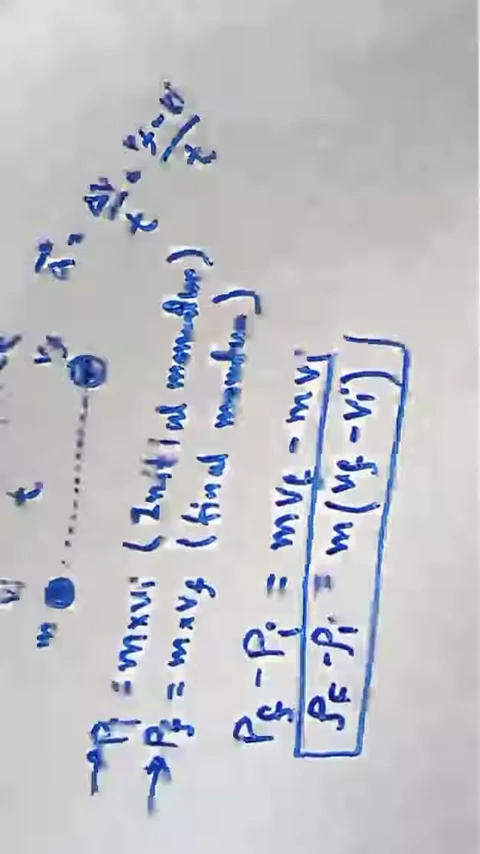 vi t vf
m
a⃗ = Δv/t = vf - vi/t
→ Pi = m×vi (Initial momentum)
→ Pf = m×vf (final momentum)
Pf - Pi = mvf - mvi
Pf - Pi = m(vf - vi)